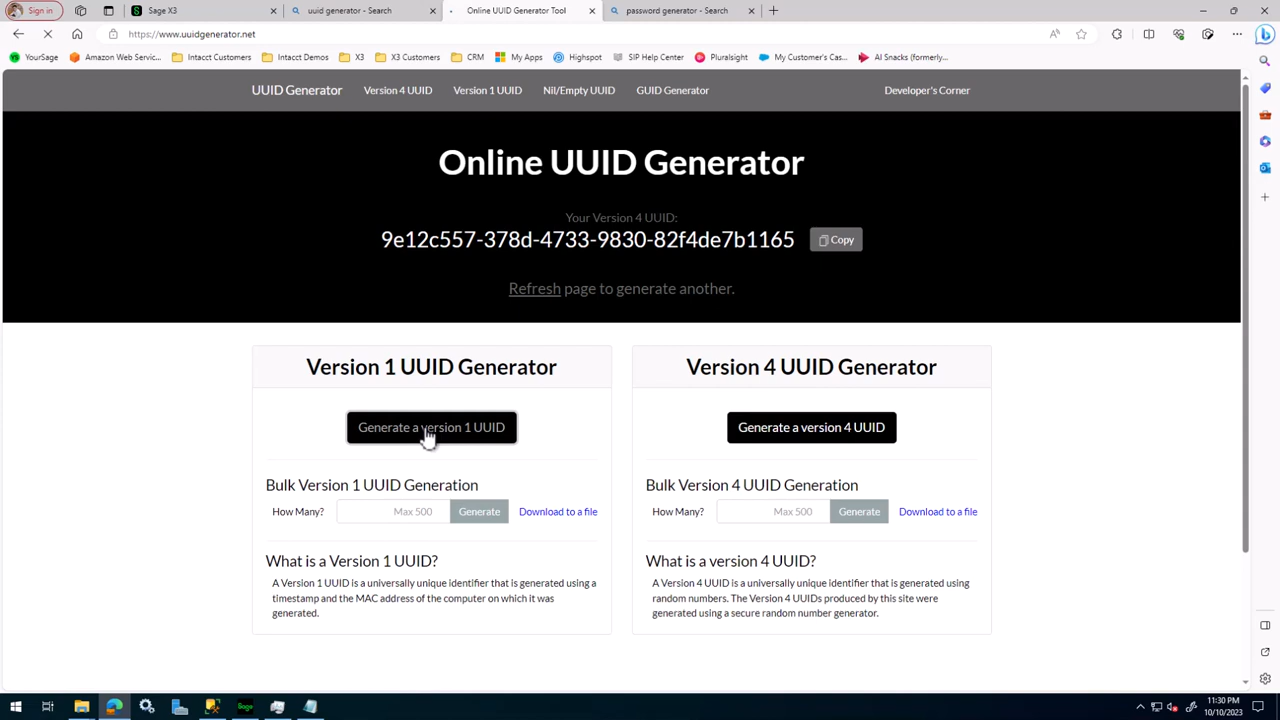 Sign in
Sage X3
uuid generator - Search
Online UUID Generator Tool
password generator - Search
https://www.uuidgenerator.net
YourSage
Amazon Web Servic...
Intacct Customers
Intacct Demos
X3
X3 Customers
CRM
My Apps
Highspot
SIP Help Center
Pluralsight
My Customer's Cas...
AI Snacks (formerly...
UUID Generator
Version 4 UUID
Version 1 UUID
Nil/Empty UUID
GUID Generator
Developer's Corner
Online UUID Generator
Your Version 4 UUID:
9e12c557-378d-4733-9830-82f4de7b1165
Copy
Refresh page to generate another.
Version 1 UUID Generator
Generate a version 1 UUID
Bulk Version 1 UUID Generation
How Many?
Max 500
Generate
Download to a file
What is a Version 1 UUID?
A Version 1 UUID is a universally unique identifier that is generated using a
timestamp and the MAC address of the computer on which it was
generated.
Version 4 UUID Generator
Generate a version 4 UUID
Bulk Version 4 UUID Generation
How Many?
Max 500
Generate
Download to a file
What is a version 4 UUID?
A Version 4 UUID is a universally unique identifier that is generated using
random numbers. The Version 4 UUIDs produced by this site were
generated using a secure random number generator.
Sage
11:30 PM
10/10/2023